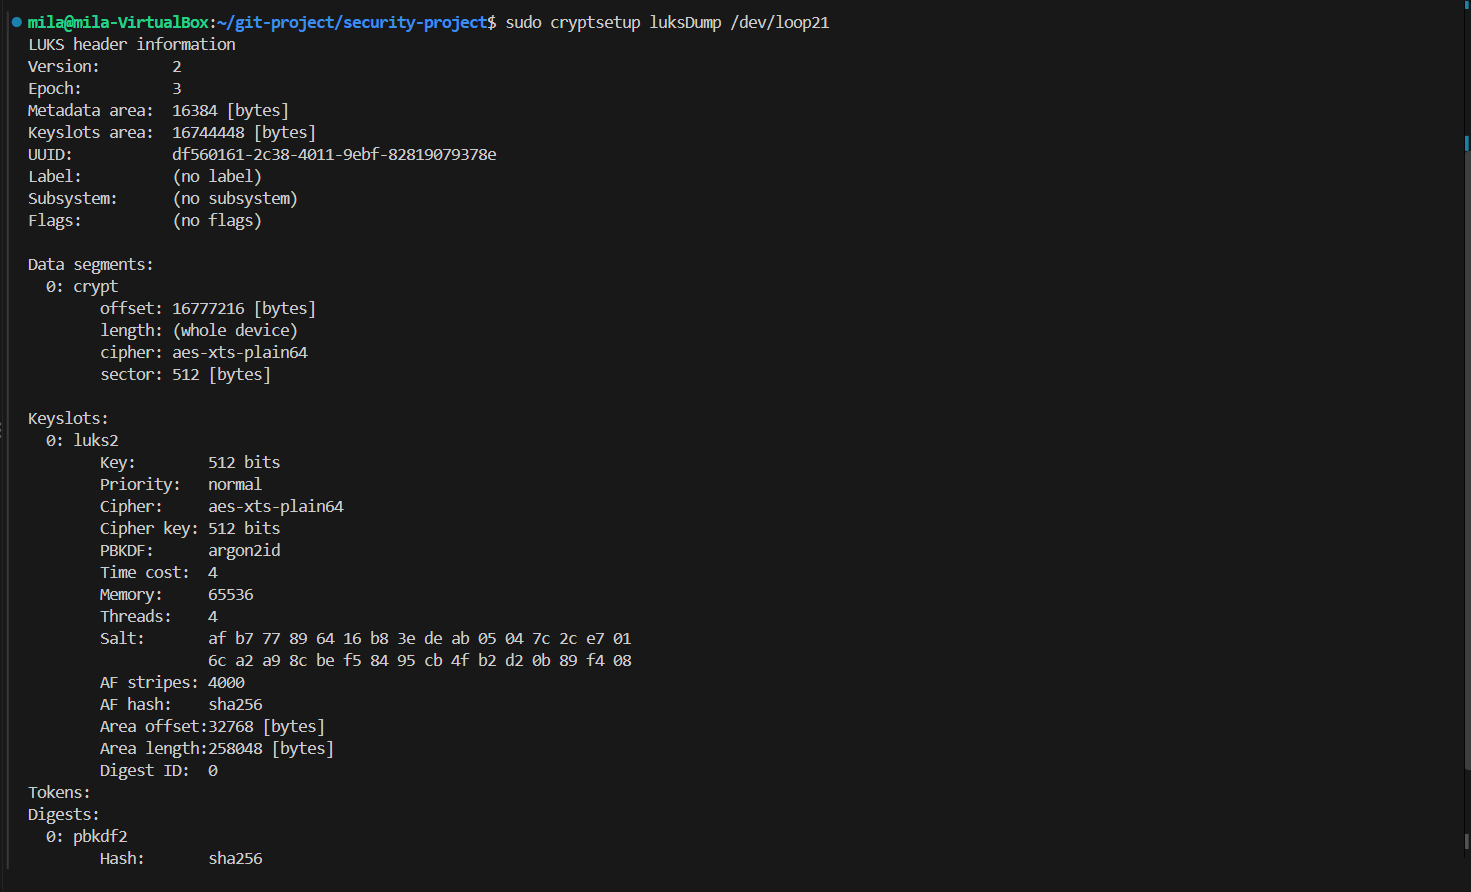 mila@mila-VirtualBox:~/git-project/security-project$ sudo cryptsetup luksDump /dev/loop21
LUKS header information
Version:        2
Epoch:          3
Metadata area:  16384 [bytes]
Keyslots area:  16744448 [bytes]
UUID:           df560161-2c38-4011-9ebf-82819079378e
Label:          (no label)
Subsystem:      (no subsystem)
Flags:          (no flags)

Data segments:
  0: crypt
        offset: 16777216 [bytes]
        length: (whole device)
        cipher: aes-xts-plain64
        sector: 512 [bytes]

Keyslots:
  0: luks2
        Key:        512 bits
        Priority:   normal
        Cipher:     aes-xts-plain64
        Cipher key: 512 bits
        PBKDF:      argon2id
        Time cost:  4
        Memory:     65536
        Threads:    4
        Salt:       af b7 77 89 64 16 b8 3e de ab 05 04 7c 2c e7 01
                    6c a2 a9 8c be f5 84 95 cb 4f b2 d2 0b 89 f4 08
        AF stripes: 4000
        AF hash:    sha256
        Area offset:32768 [bytes]
        Area length:258048 [bytes]
        Digest ID:  0
Tokens:
Digests:
  0: pbkdf2
        Hash:       sha256